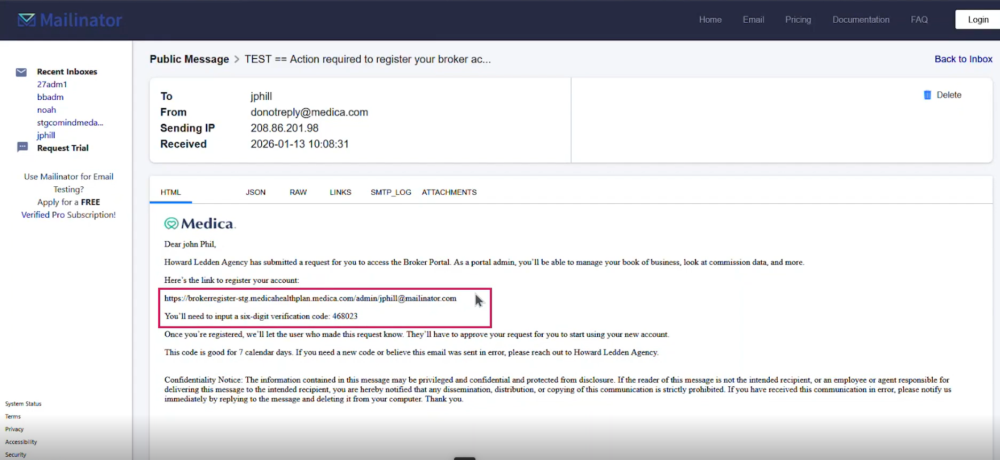 Mailinator
Home
Email
Pricing
Documentation
FAQ
Login
Recent Inboxes
27adm1
bbadm
noah
stgcomindmeda...
jphill
Request Trial
Use Mailinator for Email
Testing?
Apply for a FREE
Verified Pro Subscription!
System Status
Terms
Privacy
Accessibility
Security
Public Message > TEST == Action required to register your broker ac...
Back to Inbox
To jphill
From donotreply@medica.com
Sending IP 208.86.201.98
Received 2026-01-13 10:08:31
Delete
HTML
JSON
RAW
LINKS
SMTP_LOG
ATTACHMENTS
Medica.
Dear john Phil,
Howard Ledden Agency has submitted a request for you to access the Broker Portal. As a portal admin, you'll be able to manage your book of business, look at commission data, and more.
Here's the link to register your account:
https://brokerregister-stg.medicahealthplan.medica.com/admin/jphill@mailinator.com
You'll need to input a six-digit verification code: 468023
Once you're registered, we'll let the user who made this request know. They'll have to approve your request for you to start using your new account.
This code is good for 7 calendar days. If you need a new code or believe this email was sent in error, please reach out to Howard Ledden Agency.
Confidentiality Notice: The information contained in this message may be privileged and confidential and protected from disclosure. If the reader of this message is not the intended recipient, or an employee or agent responsible for
delivering this message to the intended recipient, you are hereby notified that any dissemination, distribution, or copying of this communication is strictly prohibited. If you have received this communication in error, please notify us
immediately by replying to the message and deleting it from your computer. Thank you.